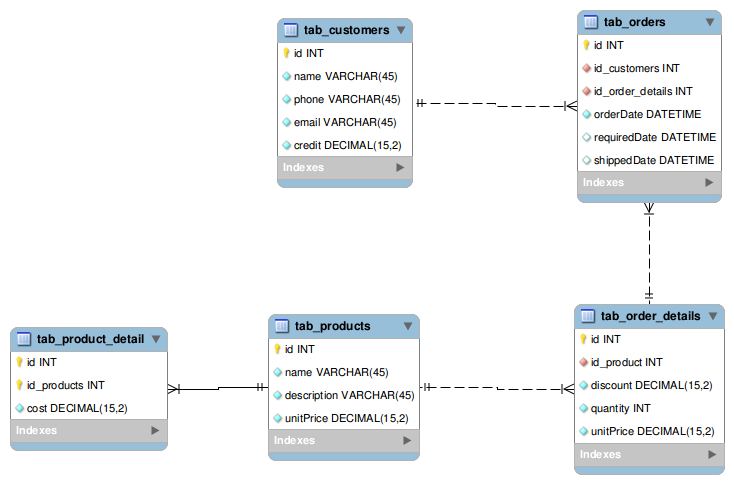 tab_customers
id INT
name VARCHAR(45)
phone VARCHAR(45)
email VARCHAR(45)
credit DECIMAL(15,2)
Indexes
tab_orders
id INT
id_customers INT
id_order_details INT
orderDate DATETIME
requiredDate DATETIME
shippedDate DATETIME
Indexes
tab_product_detail
id INT
id_products INT
cost DECIMAL(15,2)
Indexes
tab_products
id INT
name VARCHAR(45)
description VARCHAR(45)
unitPrice DECIMAL(15,2)
Indexes
tab_order_details
id INT
id_product INT
discount DECIMAL(15,2)
quantity INT
unitPrice DECIMAL(15,2)
Indexes